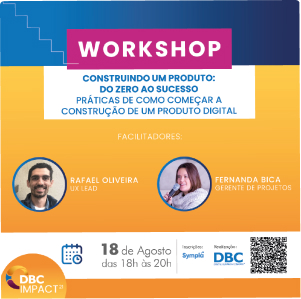 WORKSHOP
CONSTRUINDO UM PRODUTO:
DO ZERO AO SUCESSO
PRÁTICAS DE COMO COMEÇAR A
CONSTRUÇÃO DE UM PRODUTO DIGITAL
FACILITADORES:
RAFAEL OLIVEIRA
UX LEAD
FERNANDA BICA
GERENTE DE PROJETOS
18 de Agosto
das 18h às 20h
Inscrições:
Sympla
Realização:
DBC
DBC
IMPACT